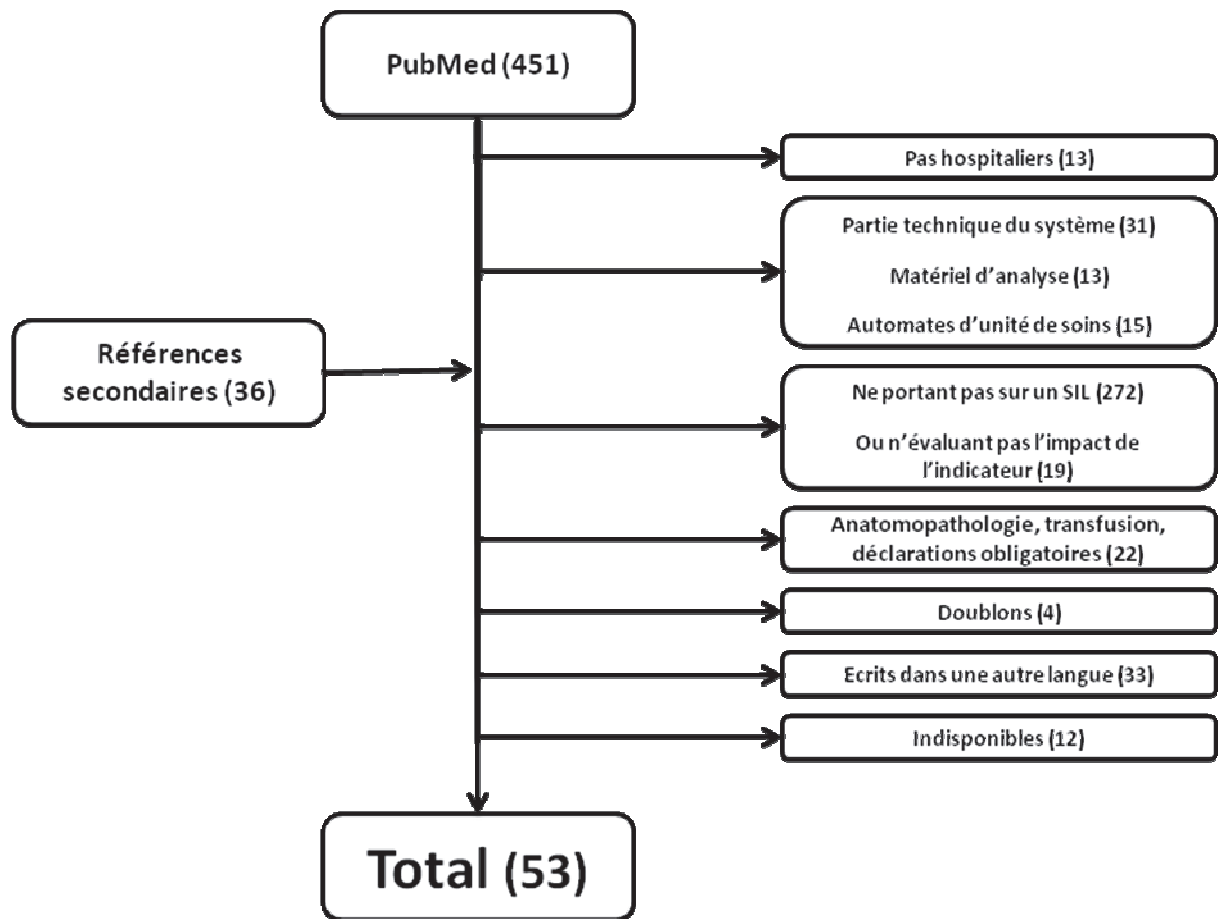 PubMed (451)
Pas hospitaliers (13)
Partie technique du système (31)
Matériel d'analyse (13)
Automates d'unité de soins (15)
Références
secondaires (36)
Ne portant pas sur un SIL (272)
Ou n'évaluant pas l'impact de
l'indicateur (19)
Anatomopathologie, transfusion,
déclarations obligatoires (22)
Doublons (4)
Ecrits dans une autre langue (33)
Indisponibles (12)
Total (53)